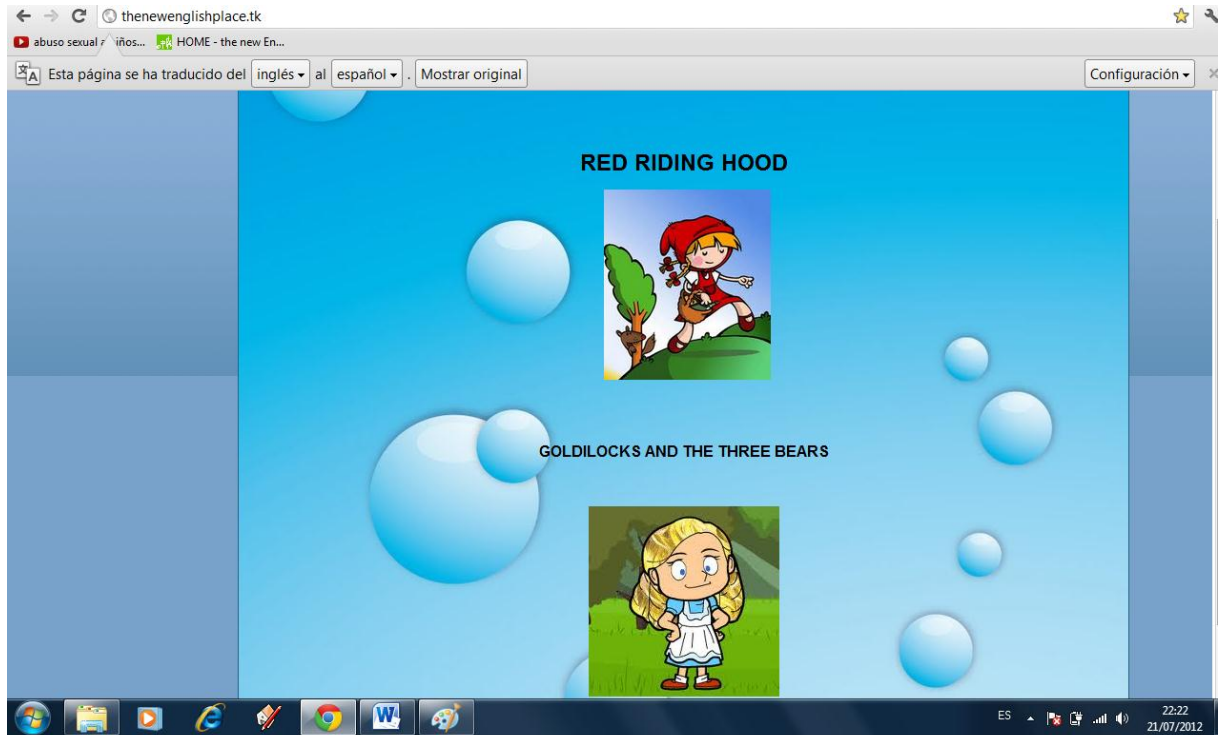 thenewenglishplace.tk
abuso sexual a niños... HOME - the new En...
Esta página se ha traducido del inglés al español . Mostrar original Configuración
RED RIDING HOOD
GOLDILOCKS AND THE THREE BEARS
ES 22:22
21/07/2012